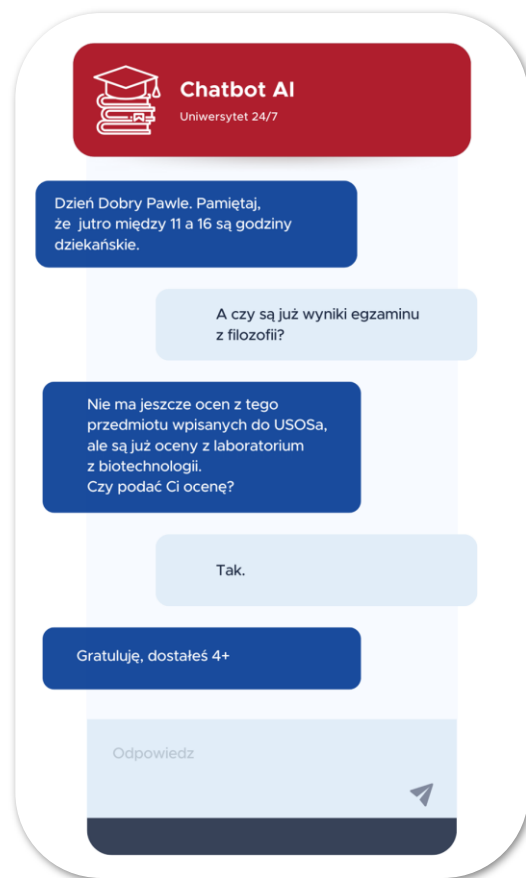 Chatbot AI
Uniwersytet 24/7
Dzień Dobry Pawle. Pamiętaj,
że jutro między 11 a 16 są godziny
dziekańskie.
A czy są już wyniki egzaminu
z filozofii?
Nie ma jeszcze ocen z tego
przedmiotu wpisanych do USOSa,
ale są już oceny z laboratorium
z biotechnologii.
Czy podać Ci ocenę?
Tak.
Gratuluję, dostałeś 4+
Odpowiedz